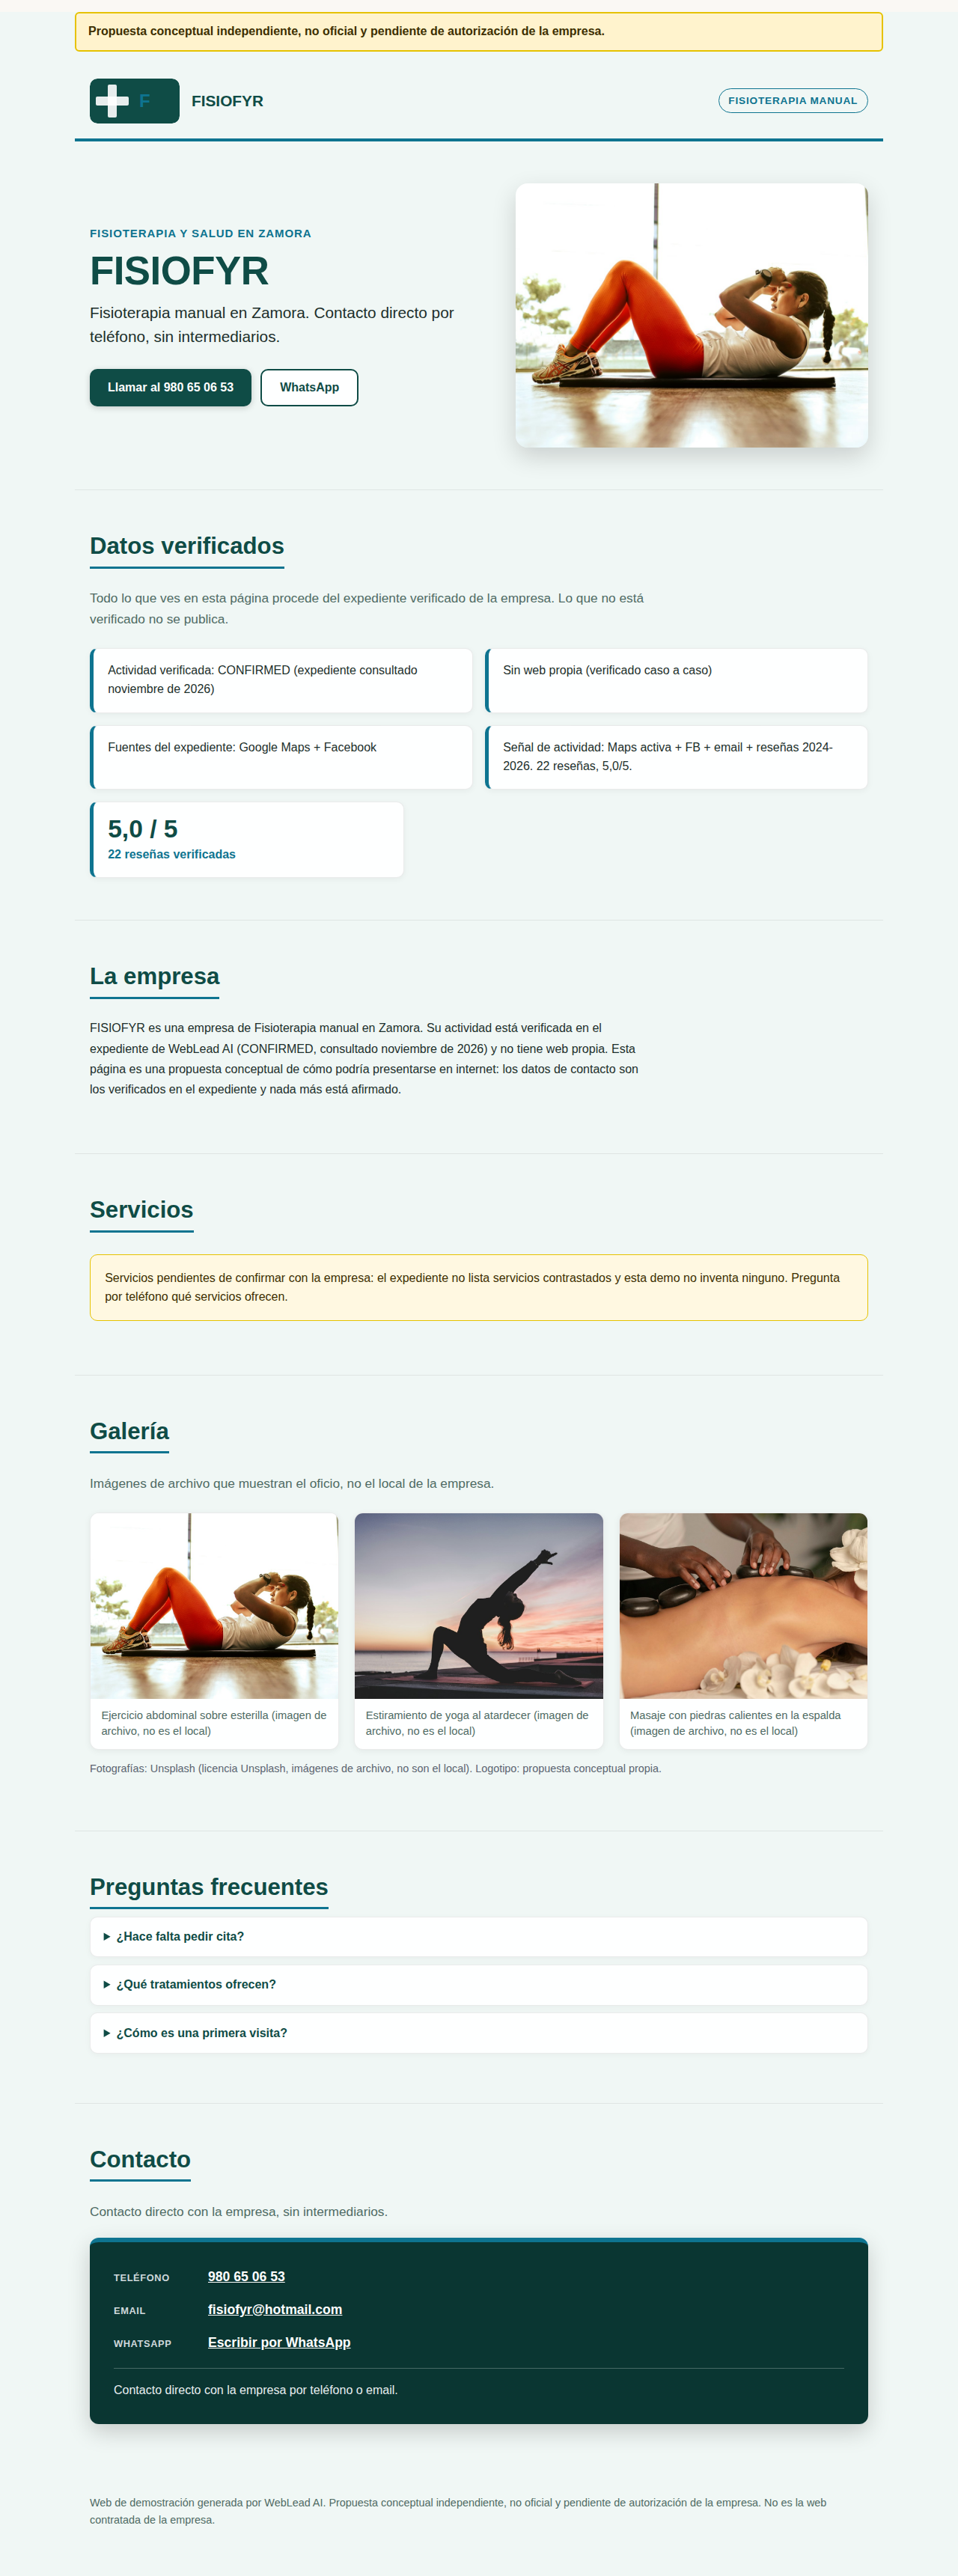 Propuesta conceptual independiente, no oficial y pendiente de autorización de la empresa.
F
FISIOFYR
FISIOTERAPIA MANUAL
FISIOTERAPIA Y SALUD EN ZAMORA
FISIOFYR
Fisioterapia manual en Zamora. Contacto directo por
teléfono, sin intermediarios.
Llamar al 980 65 06 53
WhatsApp
Datos verificados
Todo lo que ves en esta página procede del expediente verificado de la empresa. Lo que no está
verificado no se publica.
Actividad verificada: CONFIRMED (expediente consultado
noviembre de 2026)
Sin web propia (verificado caso a caso)
Fuentes del expediente: Google Maps + Facebook
Señal de actividad: Maps activa + FB + email + reseñas 2024-
2026. 22 reseñas, 5,0/5.
5,0 / 5
22 reseñas verificadas
La empresa
FISIOFYR es una empresa de Fisioterapia manual en Zamora. Su actividad está verificada en el
expediente de WebLead AI (CONFIRMED, consultado noviembre de 2026) y no tiene web propia. Esta
página es una propuesta conceptual de cómo podría presentarse en internet: los datos de contacto son
los verificados en el expediente y nada más está afirmado.
Servicios
Servicios pendientes de confirmar con la empresa: el expediente no lista servicios contrastados y esta demo no inventa ninguno. Pregunta
por teléfono qué servicios ofrecen.
Galería
Imágenes de archivo que muestran el oficio, no el local de la empresa.
Ejercicio abdominal sobre esterilla (imagen de
archivo, no es el local)
Estiramiento de yoga al atardecer (imagen de
archivo, no es el local)
Masaje con piedras calientes en la espalda
(imagen de archivo, no es el local)
Fotografías: Unsplash (licencia Unsplash, imágenes de archivo, no son el local). Logotipo: propuesta conceptual propia.
Preguntas frecuentes
¿Hace falta pedir cita?
¿Qué tratamientos ofrecen?
¿Cómo es una primera visita?
Contacto
Contacto directo con la empresa, sin intermediarios.
TELÉFONO 980 65 06 53
EMAIL fisiofyr@hotmail.com
WHATSAPP Escribir por WhatsApp
Contacto directo con la empresa por teléfono o email.
Web de demostración generada por WebLead AI. Propuesta conceptual independiente, no oficial y pendiente de autorización de la empresa. No es la web
contratada de la empresa.